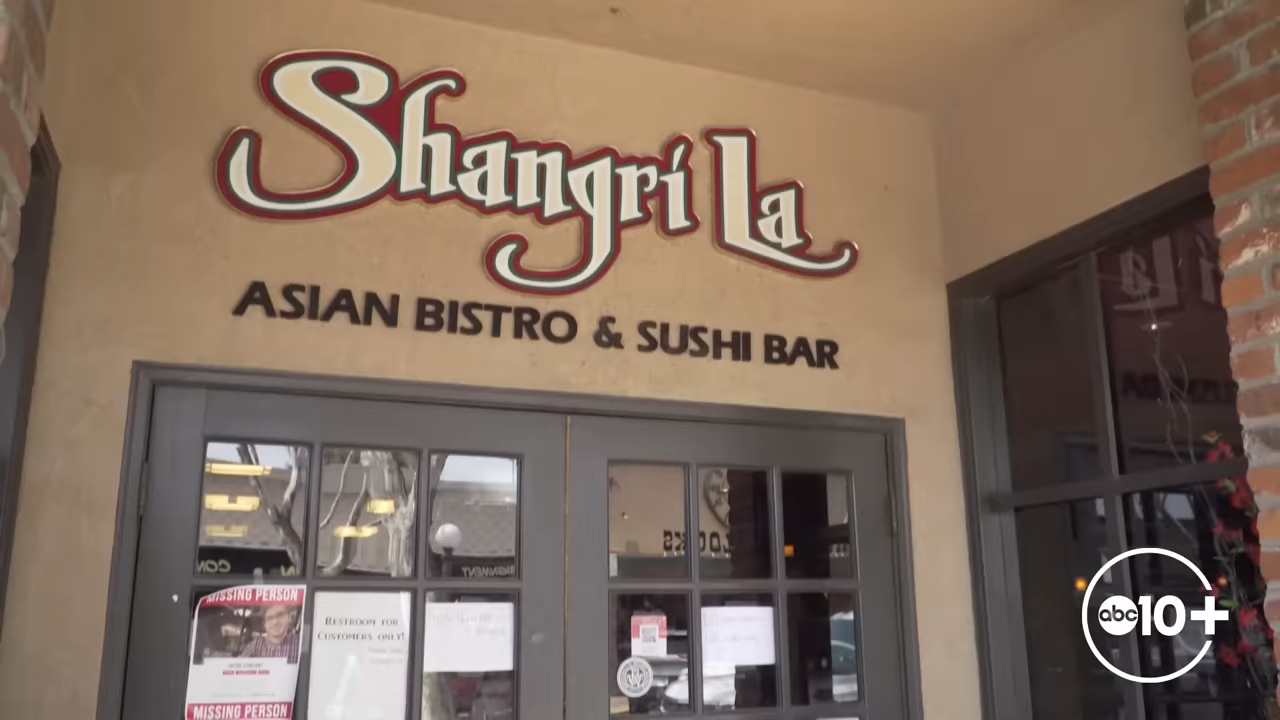 Shangri La
ASIAN BISTRO & SUSHI BAR
MISSING PERSON
RESTROOM FOR
CUSTOMERS ONLY!
MISSING PERSON
abc10+